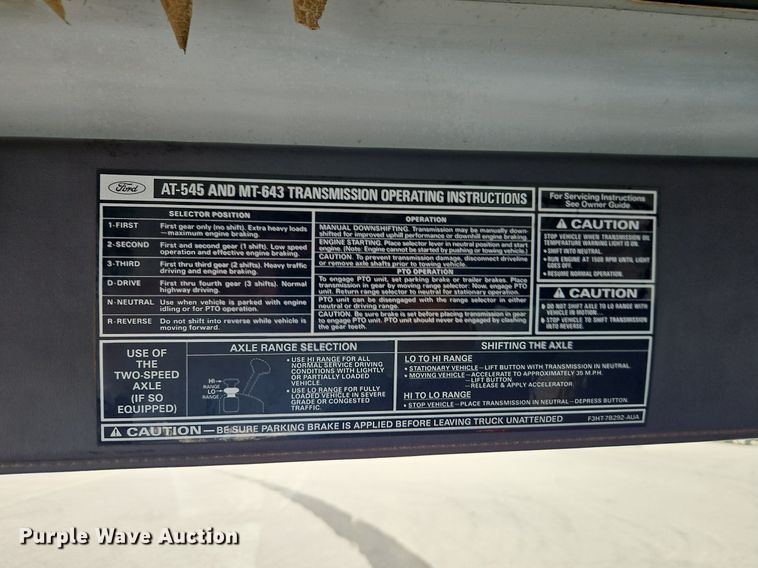 Ford
AT-545 AND MT-643 TRANSMISSION OPERATING INSTRUCTIONS
For Servicing Instructions
See Owner Guide
SELECTOR POSITION
1-FIRST
First gear only (no shift). Extra heavy loads
—maximum engine braking.
2-SECOND
First and second gear (1 shift). Low speed
operation and effective engine braking.
3-THIRD
First thru third gear (2 shifts). Heavy traffic
driving and engine braking.
D-DRIVE
First thru fourth gear (3 shifts). Normal
highway driving.
N-NEUTRAL
Use when vehicle is parked with engine
idling or for PTO operation.
R-REVERSE
Do not shift into reverse while vehicle is
moving forward.
OPERATION
MANUAL DOWNSHIFTING. Transmission may be manually down-
shifted for improved uphill performance or downhill engine braking.
ENGINE STARTING. Place selector lever in neutral position and start
engine. (Note: Engine cannot be started by pushing or towing vehicle.)
CAUTION. To prevent transmission damage, disconnect driveline
or remove axle shafts prior to towing vehicle.
PTO OPERATION
To engage PTO unit, set parking brake or trailer brakes. Place
transmission in gear by moving range selector. Now, engage PTO
unit. Return range selector to neutral for stationary operation.
PTO unit can be disengaged with the range selector in either
neutral or driving range.
CAUTION. Be sure brake is set before placing transmission in gear
to engage PTO unit. PTO unit should never be engaged by clashing
the gear teeth.
CAUTION
STOP VEHICLE WHEN TRANSMISSION OIL
TEMPERATURE WARNING LIGHT IS ON.
• SHIFT INTO NEUTRAL.
• RUN ENGINE AT 1500 RPM UNTIL LIGHT
GOES OFF.
• RESUME NORMAL OPERATION.
CAUTION
• DO NOT SHIFT AXLE TO LO RANGE WITH
VEHICLE IN MOTION
• STOP VEHICLE TO SHIFT TRANSMISSION
INTO REVERSE.
USE OF
THE
TWO-SPEED
AXLE
(IF SO
EQUIPPED)
AXLE RANGE SELECTION
HI
RANGE
LO
RANGE
• USE HI RANGE FOR ALL
NORMAL SERVICE DRIVING
CONDITIONS WITH LIGHTLY
OR PARTIALLY LOADED
VEHICLE.
• USE LO RANGE FOR FULLY
LOADED VEHICLE IN SEVERE
GRADE OR CONGESTED
TRAFFIC.
SHIFTING THE AXLE
LO TO HI RANGE
• STATIONARY VEHICLE—LIFT BUTTON WITH TRANSMISSION IN NEUTRAL.
• MOVING VEHICLE—ACCELERATE TO APPROXIMATELY 35 M.P.H.
—LIFT BUTTON.
—RELEASE & APPLY ACCELERATOR.
HI TO LO RANGE
• STOP VEHICLE—PLACE TRANSMISSION IN NEUTRAL—DEPRESS BUTTON.
CAUTION—BE SURE PARKING BRAKE IS APPLIED BEFORE LEAVING TRUCK UNATTENDED
F3HT-7B292-AUA
Purple Wave Auction